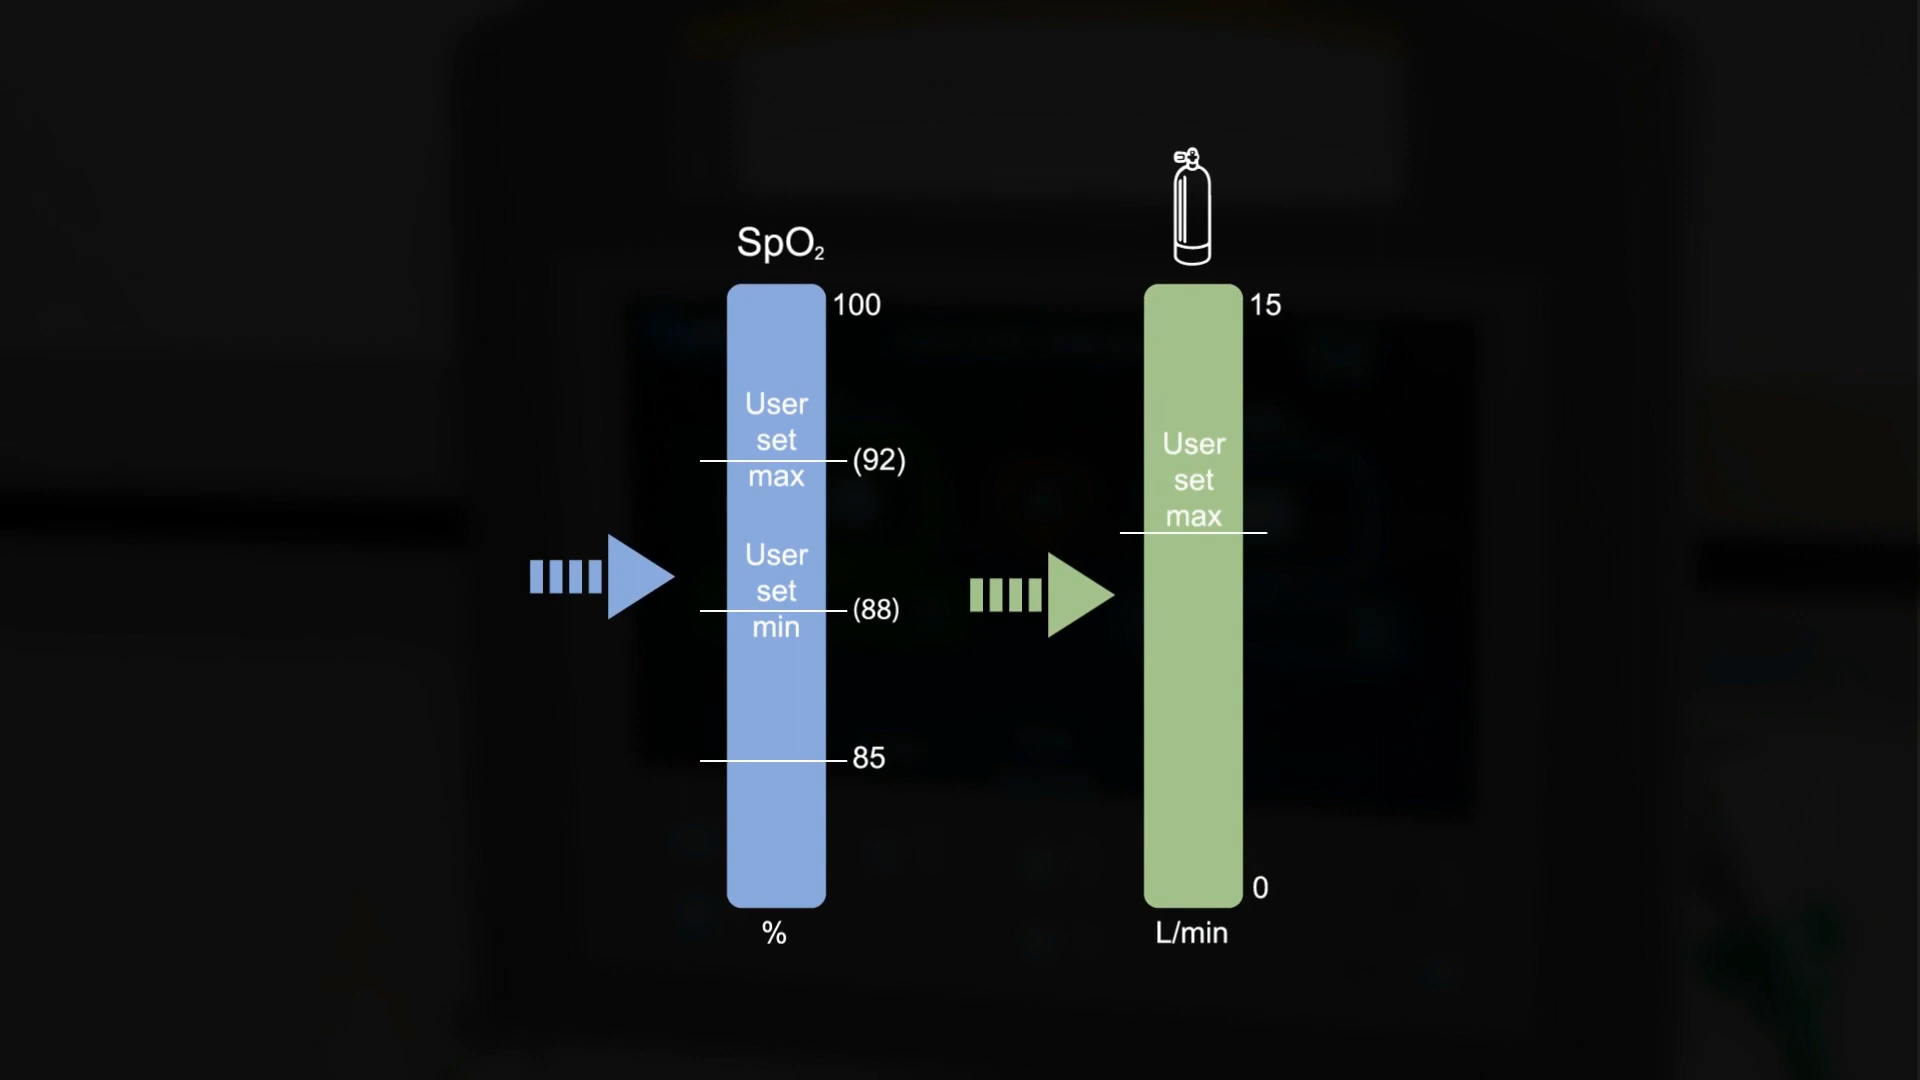 SpO₂
100
User
set
max
(92)
User
set
min
(88)
85
%
15
User
set
max
0
L/min